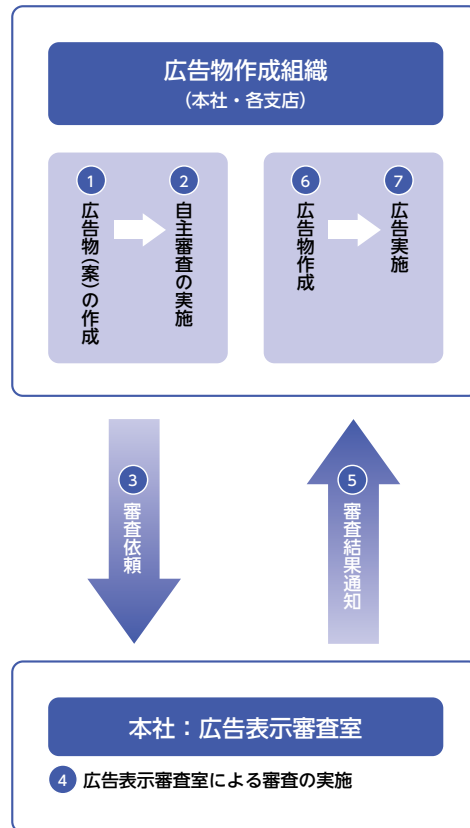 広告物作成組織
(本社・各支店)
1
広告物(案)の作成
2
自主審査の実施
6
広告物作成
7
広告実施
3
審査依頼
5
審査結果通知
本社：広告表示審査室
4 広告表示審査室による審査の実施